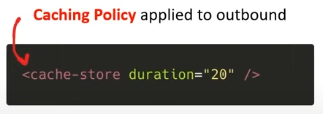 Caching Policy applied to outbound
<cache-store duration="20" />